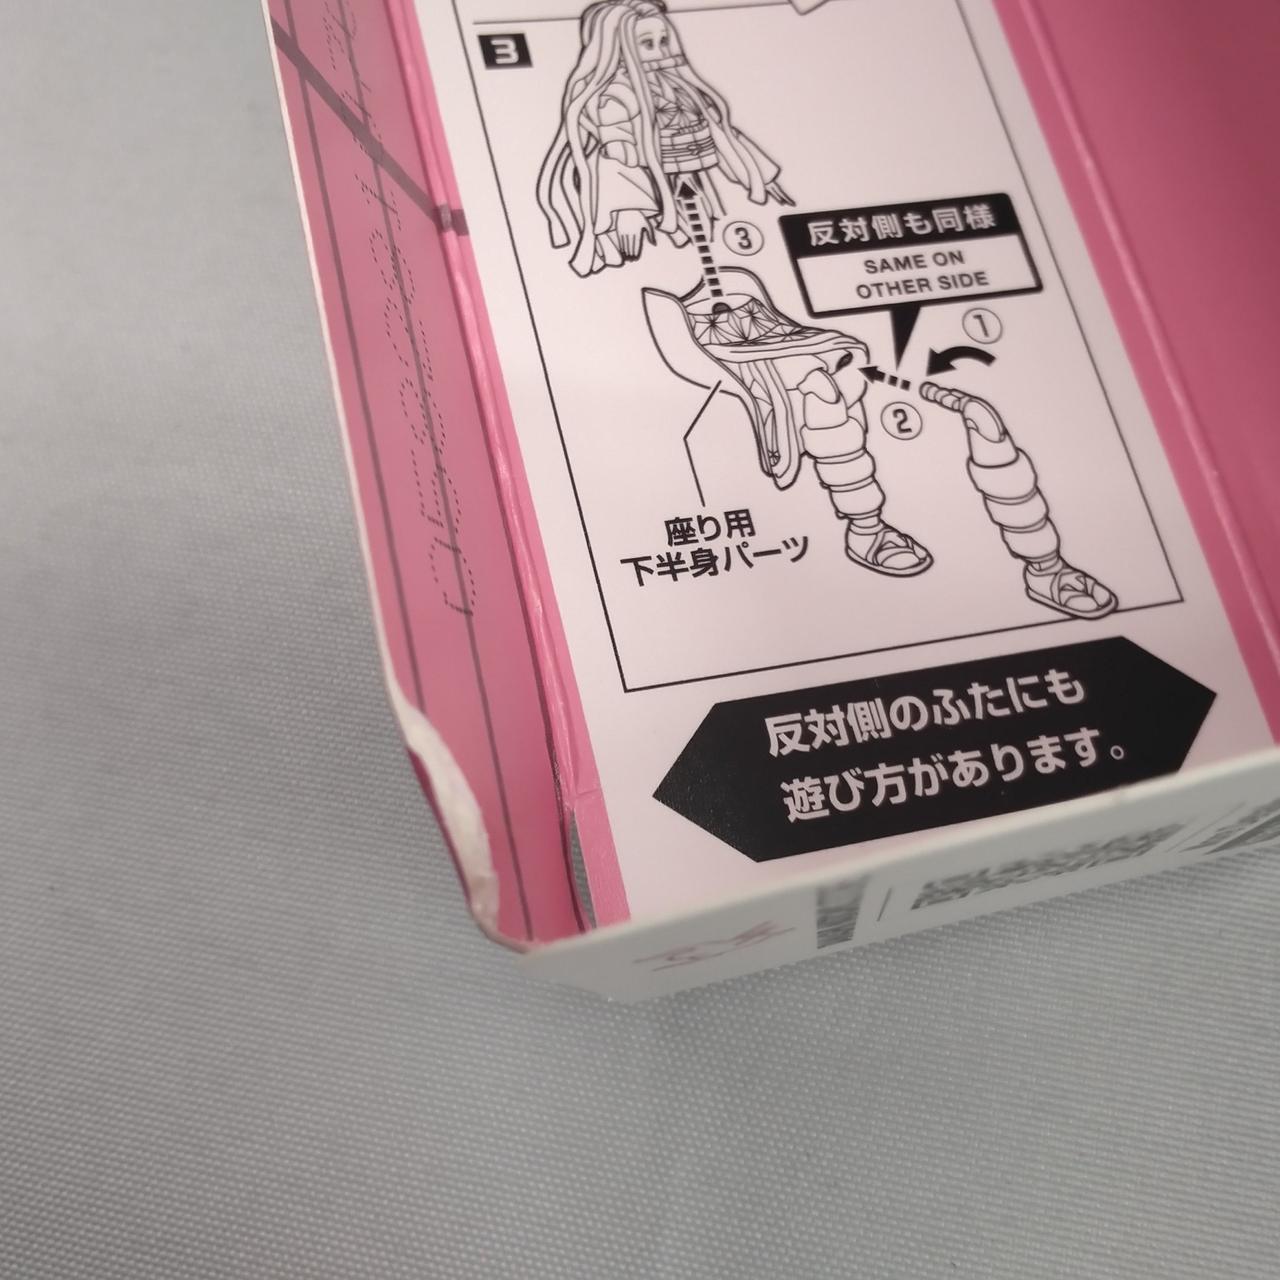 3
③
反対側も同様
SAME ON
OTHER SIDE
①
②
座り用
下半身パーツ
反対側のふたにも
遊び方があります。